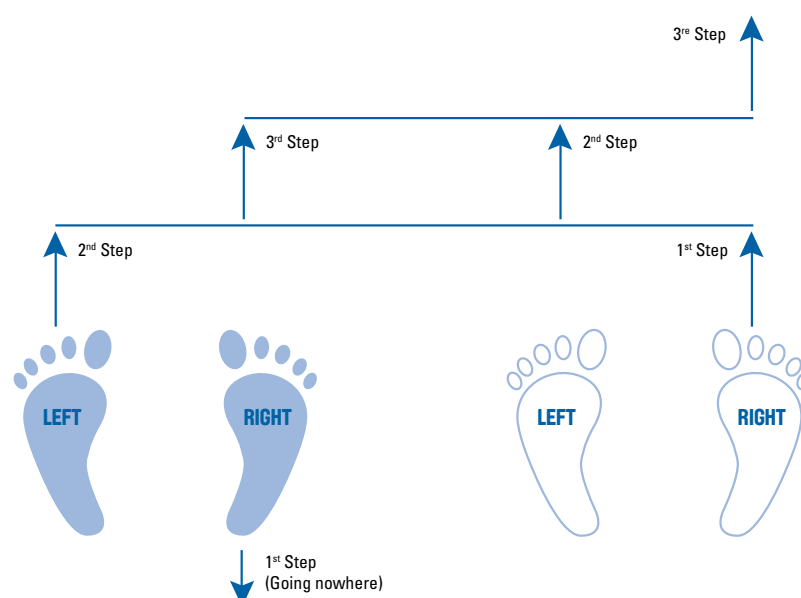 3re Step
3rd Step
2nd Step
2nd Step
1st Step
LEFT
RIGHT
LEFT
RIGHT
1st Step
(Going nowhere)